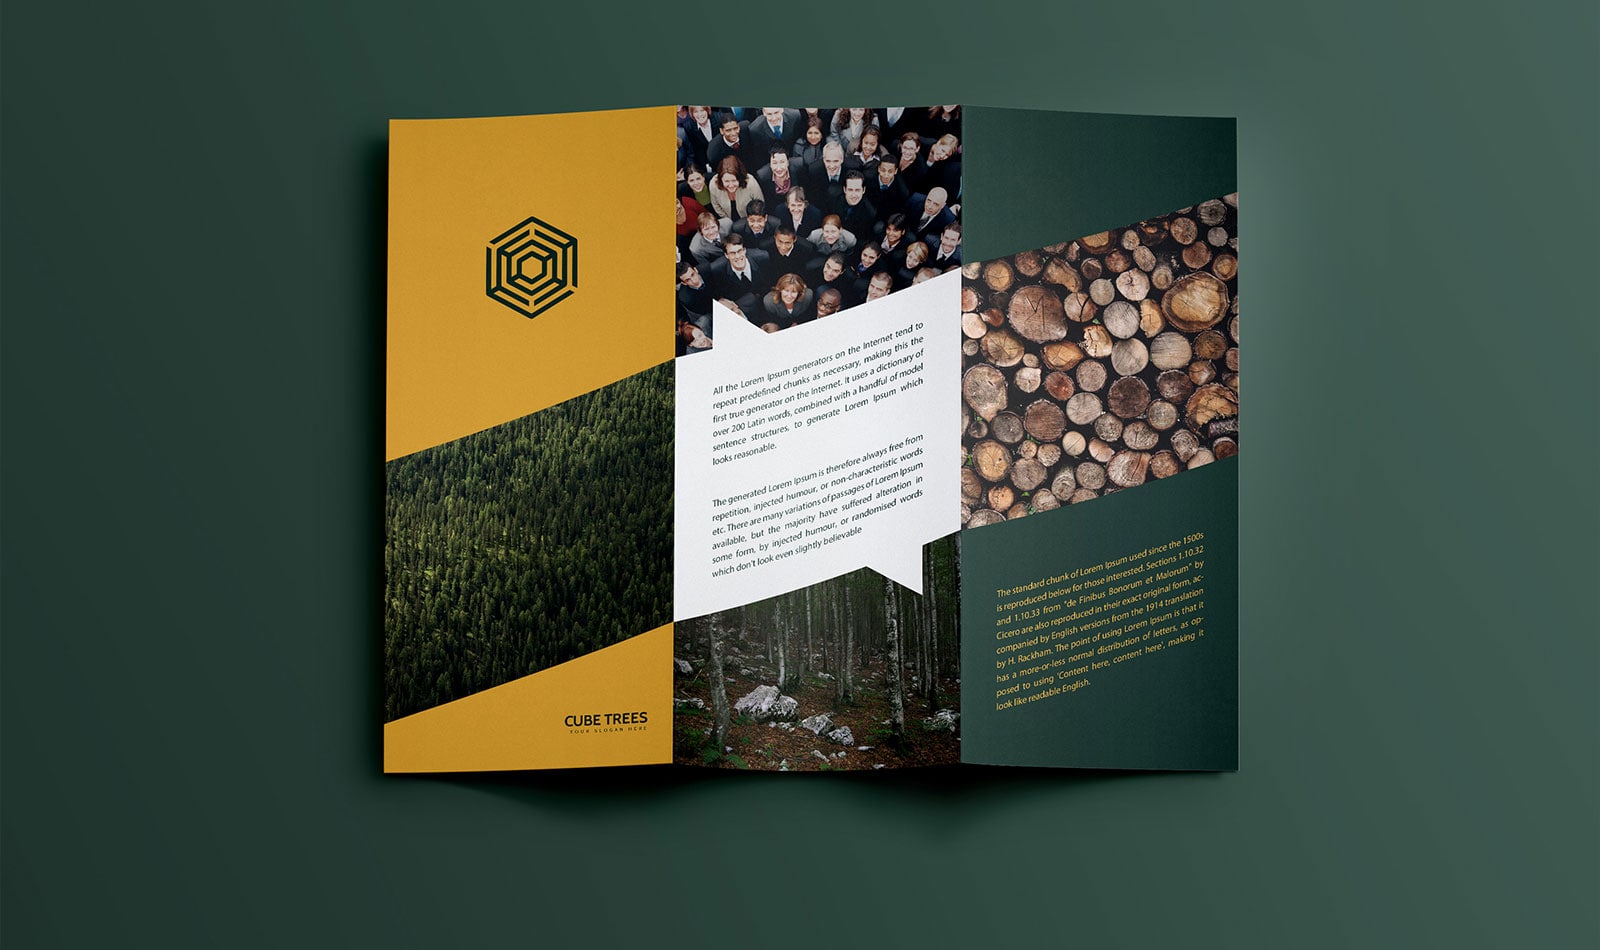 CUBE TREES
YOUR SLOGAN HERE
All the Lorem Ipsum generators on the Internet tend to
repeat predefined chunks as necessary, making this the
first true generator on the Internet. It uses a dictionary of
over 200 Latin words, combined with a handful of model
sentence structures, to generate Lorem Ipsum which
looks reasonable.
The generated Lorem Ipsum is therefore always free from
repetition, injected humour, or non-characteristic words
etc. There are many variations of passages of Lorem Ipsum
available, but the majority have suffered alteration in
some form, by injected humour, or randomised words
which don't look even slightly believable
The standard chunk of Lorem Ipsum used since the 1500s
is reproduced below for those interested. Sections 1.10.32
and 1.10.33 from "de Finibus Bonorum et Malorum" by
Cicero are also reproduced in their exact original form, ac-
companied by English versions from the 1914 translation
by H. Rackham. The point of using Lorem Ipsum is that it
has a more-or-less normal distribution of letters, as op-
posed to using 'Content here, content here', making it
look like readable English.